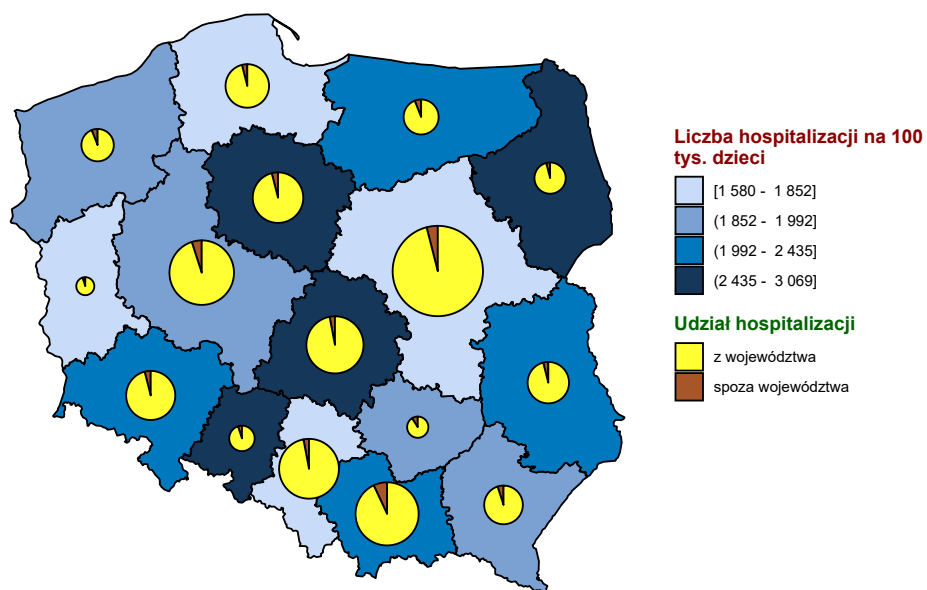 Liczba hospitalizacji na 100
tys. dzieci
[1 580 - 1 852]
(1 852 - 1 992]
(1 992 - 2 435]
(2 435 - 3 069]
Udział hospitalizacji
z województwa
spoza województwa